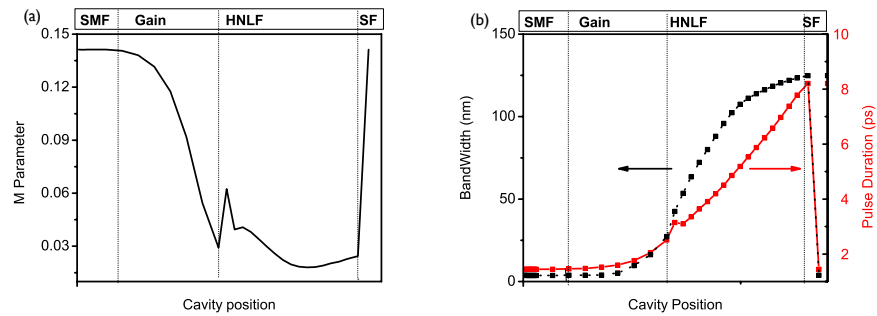 (a)
SMF Gain HNLF SF
0.15
0.12
0.09
0.06
0.03
M Parameter
Cavity position
(b)
SMF Gain HNLF SF
150
100
50
0
BandWidth (nm)
10
8
6
4
2
Pulse Duration (ps)
Cavity Position